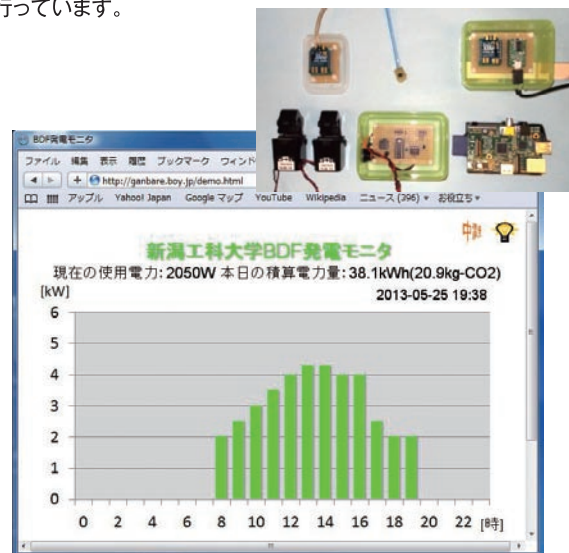 行っています。
BDF発電モニタ
ファイル 編集 表示 履歴 ブックマーク ウィンド
http://ganbare.boy.jp/demo.html
アップル Yahoo! Japan Google マップ YouTube Wikipedia ニュース (396) お役立ち
中
新潟工科大学BDF発電モニタ
現在の使用電力: 2050W 本日の積算電力量: 38.1kWh(20.9kg-CO2)
[kW] 2013-05-25 19:38
6
5
4
3
2
1
0
0 2 4 6 8 10 12 14 16 18 20 22 [時]